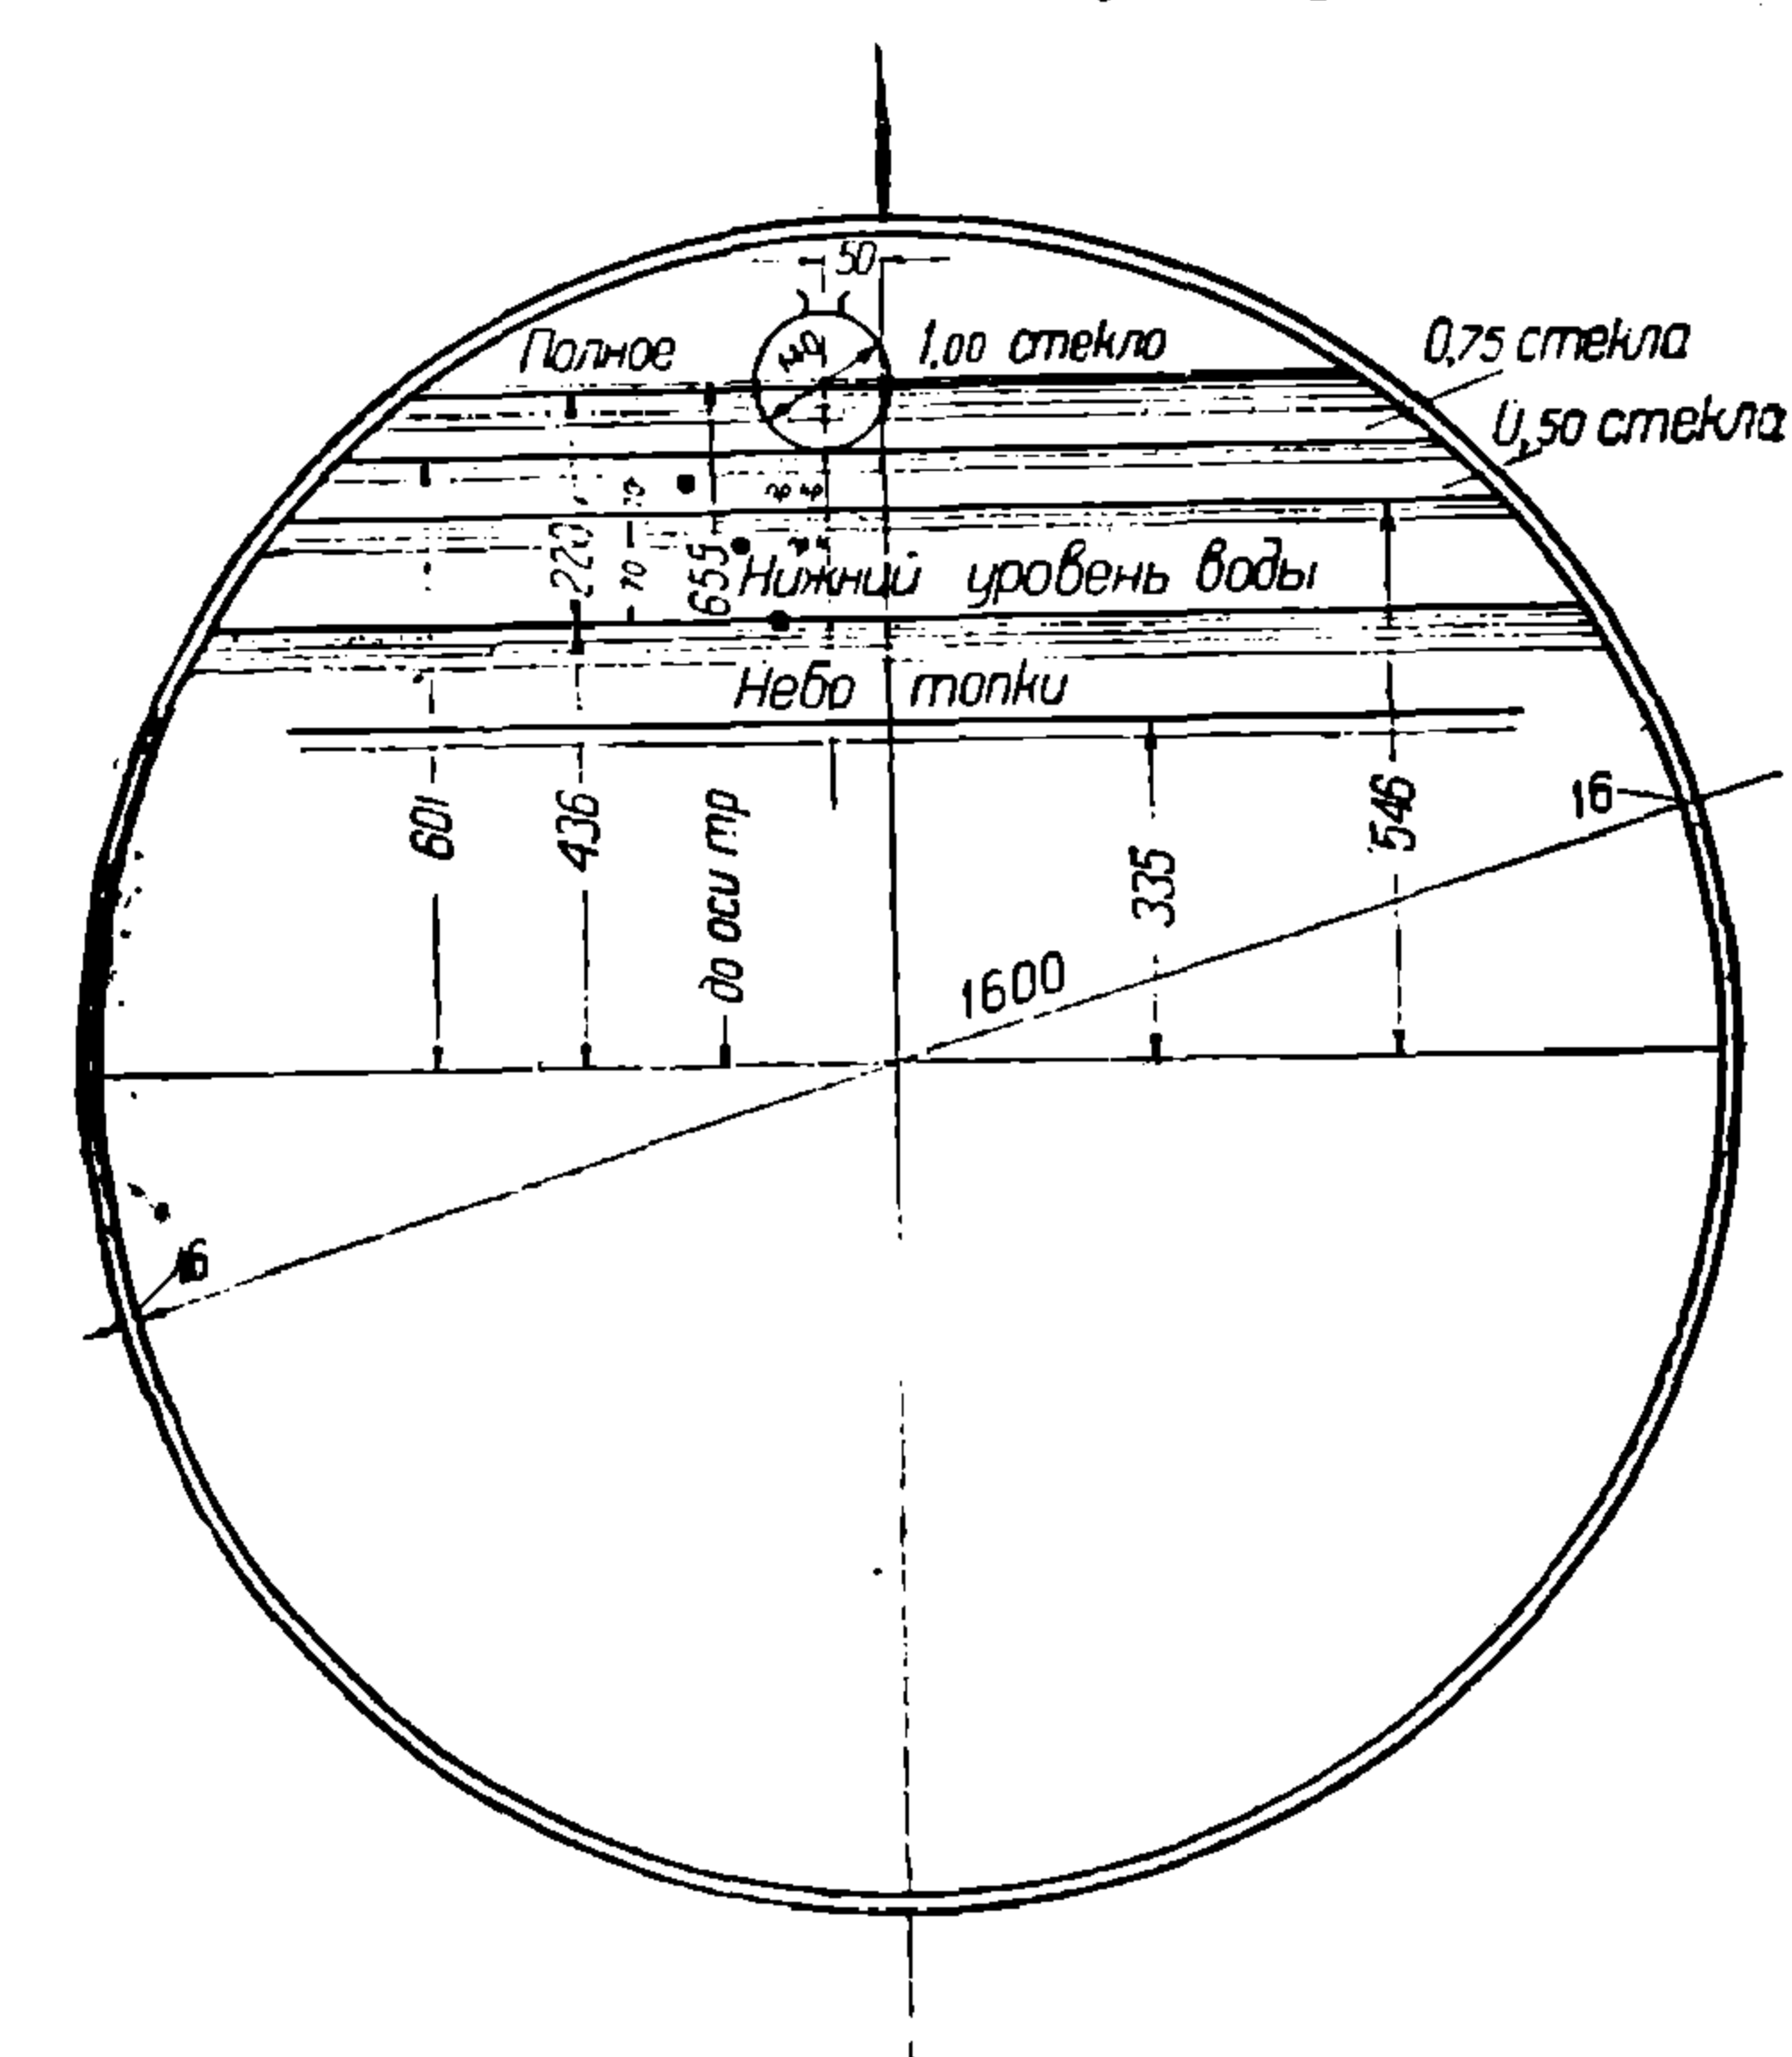 50
Полное 1,00 стекло
0,75 стекла
0,50 стекла
220
70
655
Нижний уровень воды
Небо топки
601
436
до оси тр
335
546
16
1600
16